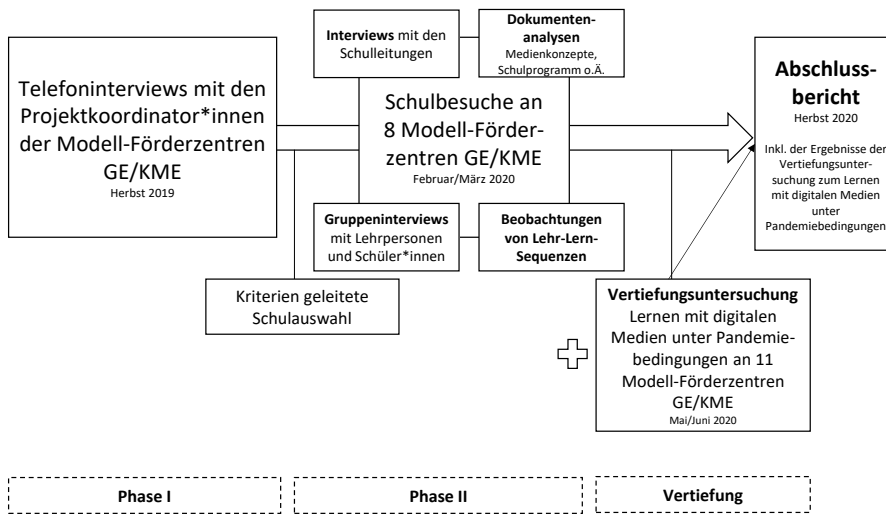 Telefoninterviews mit den
Projektkoordinator*innen
der Modell-Förderzentren
GE/KME
Herbst 2019
Interviews mit den
Schulleitungen
Dokumenten-
analysen
Medienkonzepte,
Schulprogramm o.Ä.
Schulbesuche an
8 Modell-Förder-
zentren GE/KME
Februar/März 2020
Gruppeninterviews
mit Lehrpersonen
und Schüler*innen
Beobachtungen
von Lehr-Lern-
Sequenzen
Kriterien geleitete
Schulauswahl
Abschluss-
bericht
Herbst 2020
Inkl. der Ergebnisse der
Vertiefungsunter-
suchung zum Lernen
mit digitalen Medien
unter
Pandemiebedingungen
Vertiefungsuntersuchung
Lernen mit digitalen
Medien unter Pandemie-
bedingungen an 11
Modell-Förderzentren
GE/KME
Mai/Juni 2020
Phase I
Phase II
Vertiefung